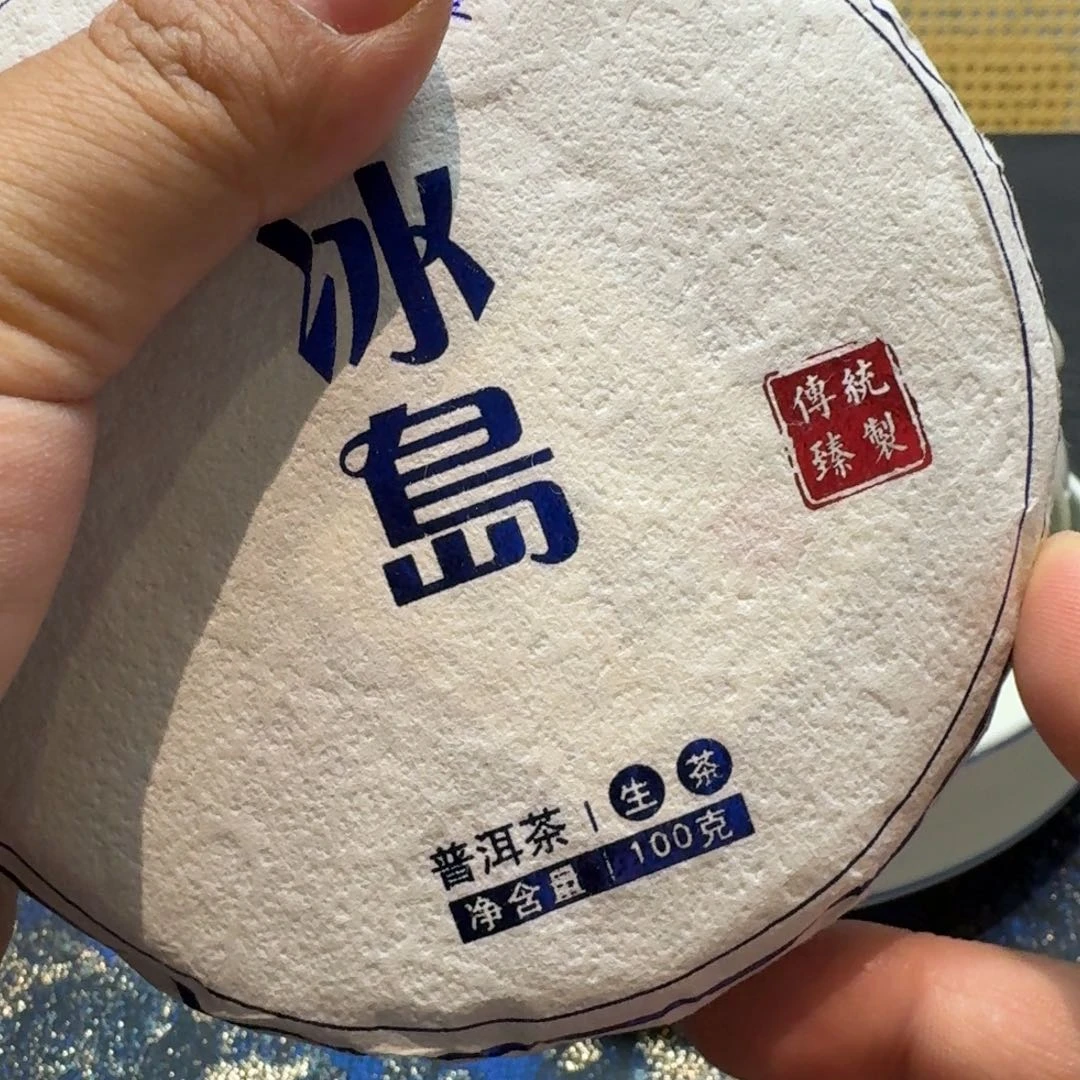 冰島
傳統
臻製
普洱茶 | 生茶
净含量 | 100克